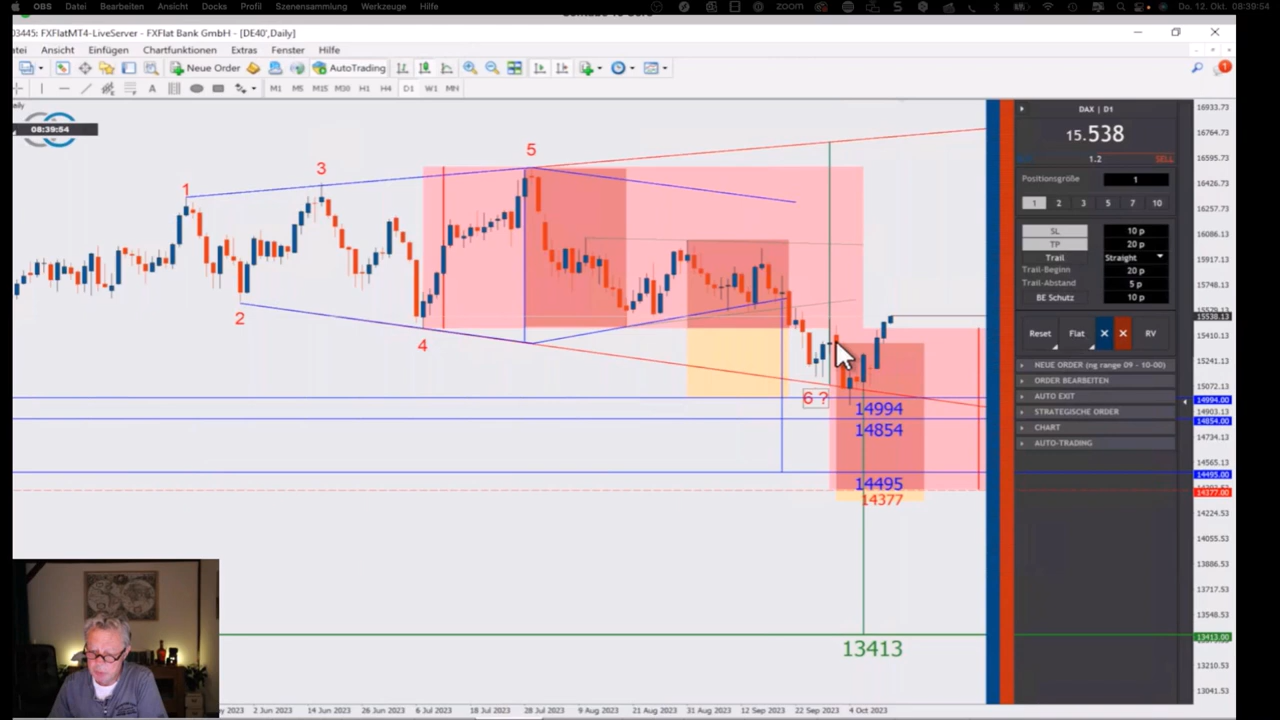 OBS Datei Bearbeiten Ansicht Docks Profil Szenensammlung Werkzeuge Hilfe zoom Do. 12. Okt. 08:39:54
03445: FXFlatMT4-LiveServer - FXFlat Bank GmbH - [DE40',Daily]
atei Ansicht Einfügen Chartfunktionen Extras Fenster Hilfe
Neue Order AutoTrading
A M1 M5 M15 M30 H1 H4 D1 W1 MN
aily
08:39:54
1
2
3
4
5
6 ?
14994
14854
14495
14377
13413
DAX | D1
15.538
1.2 SELL
Positionsgröße 1
1 2 3 5 7 10
SL 10 p
TP 20 p
Trail Straight
Trail-Beginn 20 p
Trail-Abstand 5 p
BE Schutz 10 p
Reset Flat X X RV
NEUE ORDER (ng range 09 - 10-00)
ORDER BEARBEITEN
AUTO EXIT
STRATEGISCHE ORDER
CHART
AUTO-TRADING
16933.73
16764.73
16595.73
16426.73
16257.73
16086.13
15917.13
15748.13
15538.13
15410.13
15241.13
15072.13
14994.00
14903.13
14854.00
14734.13
14565.13
14495.00
14377.00
14224.53
14055.53
13886.53
13717.53
13548.53
13413.00
13210.53
13041.53
2023 2 Jun 2023 14 Jun 2023 26 Jun 2023 6 Jul 2023 18 Jul 2023 28 Jul 2023 9 Aug 2023 21 Aug 2023 31 Aug 2023 12 Sep 2023 22 Sep 2023 4 Oct 2023